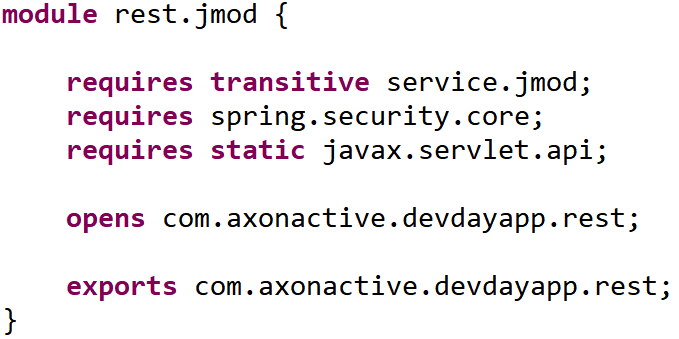 module rest.jmod {
requires transitive service.jmod;
requires spring.security.core;
requires static javax.servlet.api;
opens com.axonactive.devdayapp.rest;
exports com.axonactive.devdayapp.rest;
}